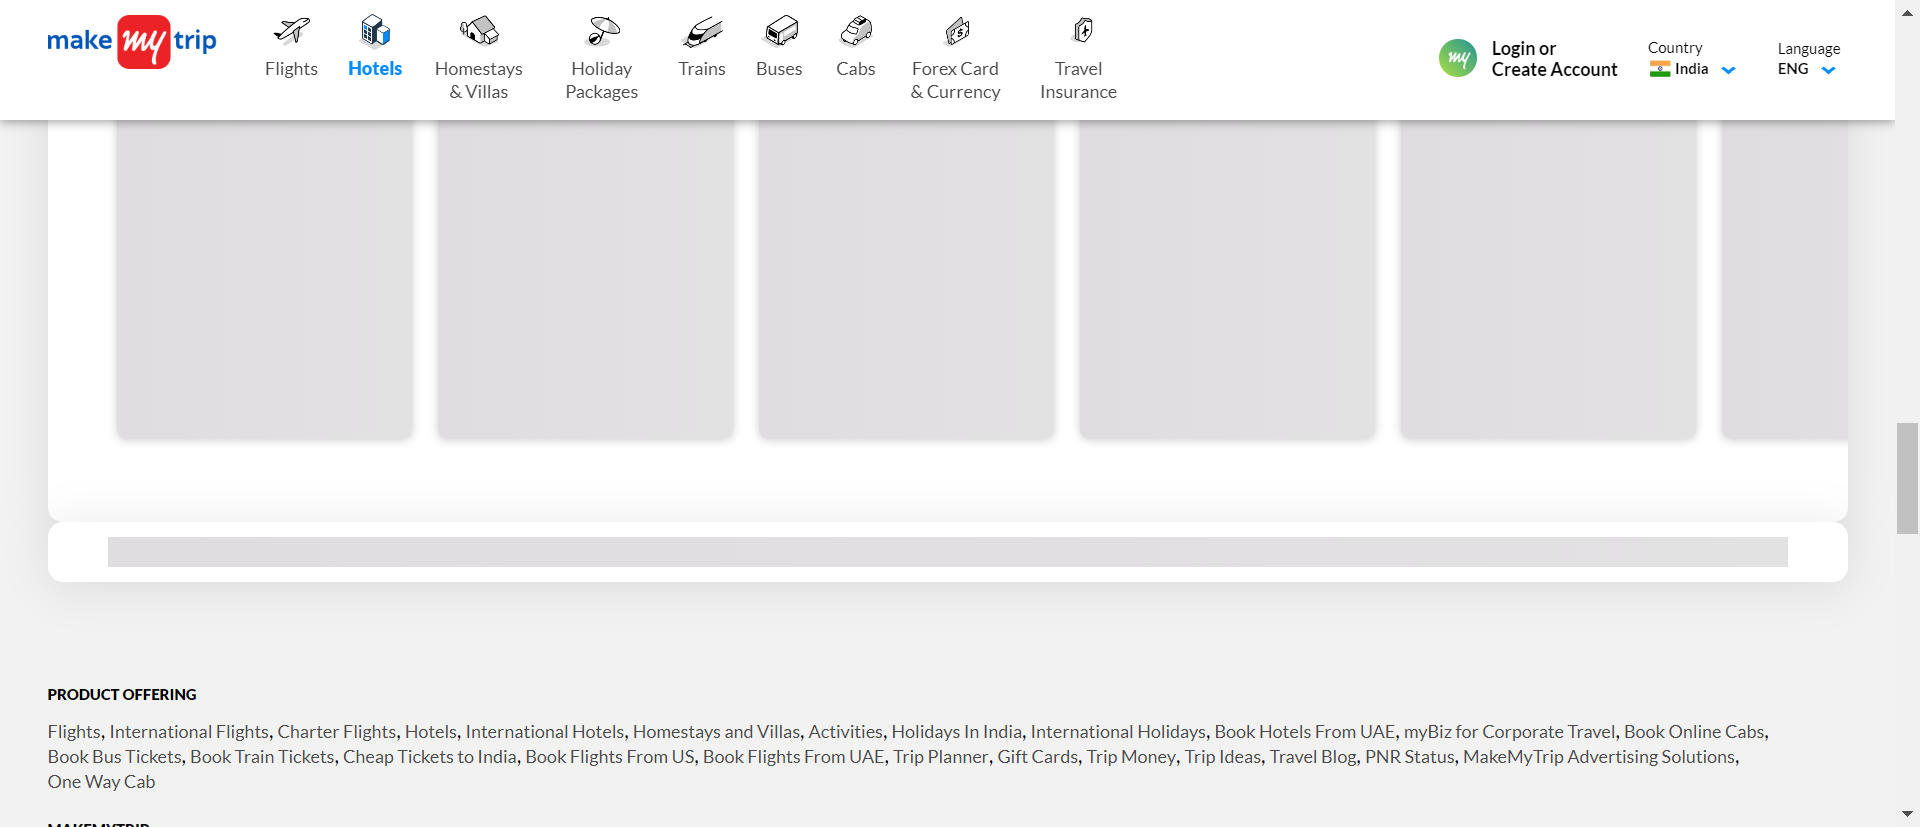 make my trip
Flights
Hotels
Homestays
& Villas
Holiday
Packages
Trains
Buses
Cabs
Forex Card
& Currency
Travel
Insurance
my
Login or
Create Account
Country
India
Language
ENG
PRODUCT OFFERING
Flights, International Flights, Charter Flights, Hotels, International Hotels, Homestays and Villas, Activities, Holidays In India, International Holidays, Book Hotels From UAE, myBiz for Corporate Travel, Book Online Cabs,
Book Bus Tickets, Book Train Tickets, Cheap Tickets to India, Book Flights From US, Book Flights From UAE, Trip Planner, Gift Cards, Trip Money, Trip Ideas, Travel Blog, PNR Status, MakeMyTrip Advertising Solutions,
One Way Cab
MAKEMYTRIP